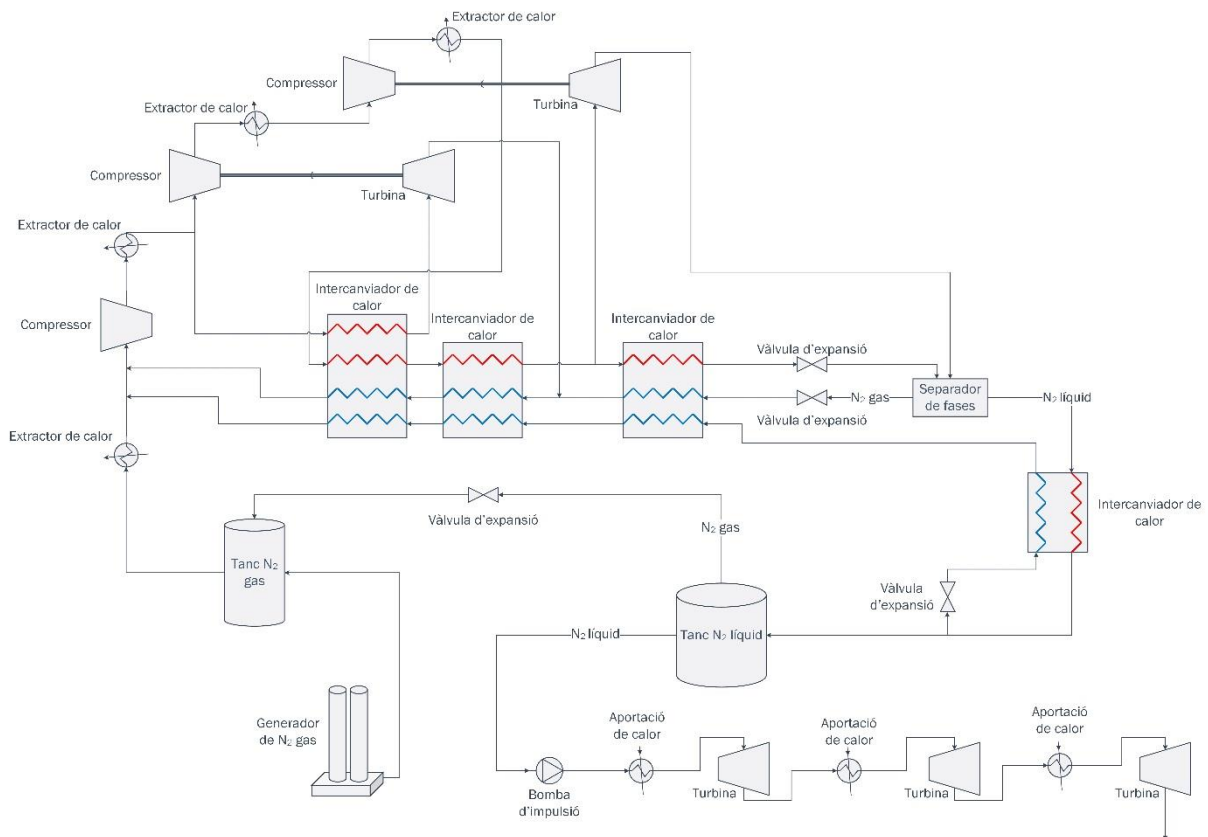 Extractor de calor
Compressor
Turbina
Extractor de calor
Compressor
Turbina
Extractor de calor
Compressor
Intercanviador de
calor
Intercanviador
de calor
Intercanviador de
calor
Vàlvula d'expansió
N₂ gas
Vàlvula d'expansió
Separador
de fases
N₂ líquid
Extractor de calor
Intercanviador de
calor
Vàlvula d'expansió
N₂ gas
Tanc N₂
gas
Vàlvula
d'expansió
N₂ líquid
Tanc N₂ líquid
Generador
de N₂ gas
Bomba
d'impulsió
Aportació
de calor
Turbina
Aportació
de calor
Turbina
Aportació
de calor
Turbina